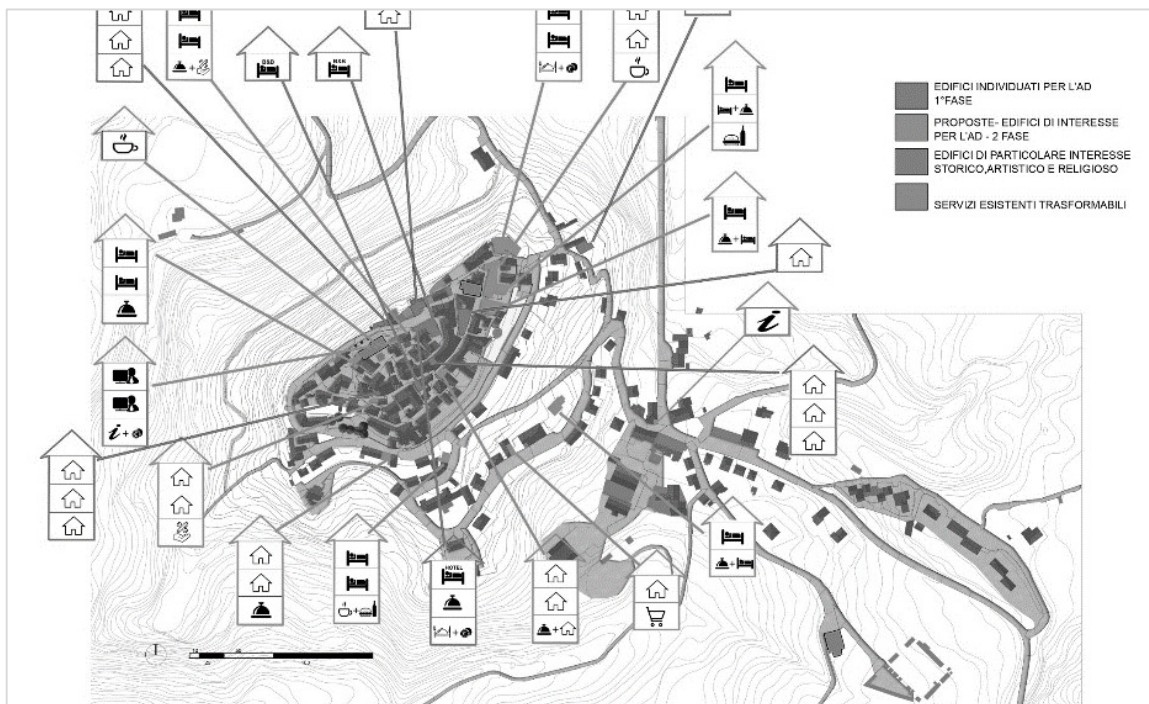 B&B
B&B
EDIFICI INDIVIDUATI PER L'AD
1°FASE
PROPOSTE- EDIFICI DI INTERESSE
PER L'AD - 2 FASE
EDIFICI DI PARTICOLARE INTERESSE
STORICO,ARTISTICO E RELIGIOSO
SERVIZI ESISTENTI TRASFORMABILI
i
i +
HOTEL